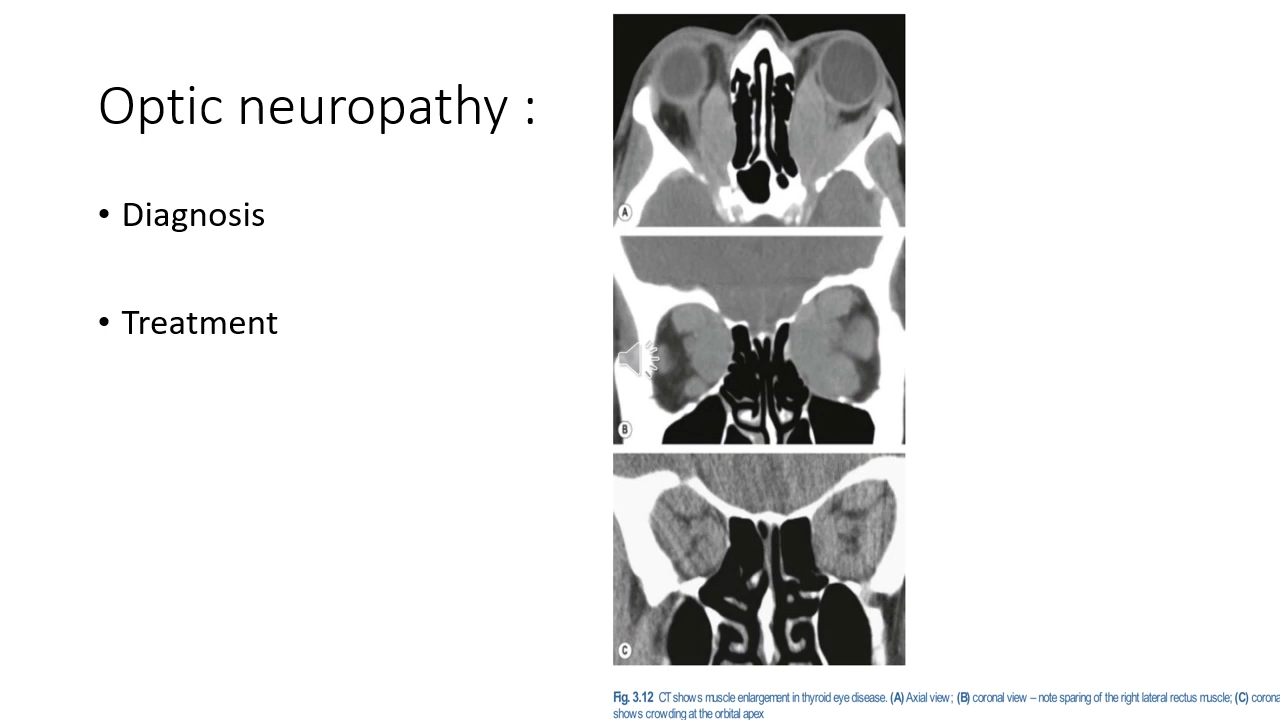 Optic neuropathy :
• Diagnosis
• Treatment
A
B
C
Fig. 3.12 CT shows muscle enlargement in thyroid eye disease. (A) Axial view; (B) coronal view – note sparing of the right lateral rectus muscle; (C)
shows crowding at the orbital apex